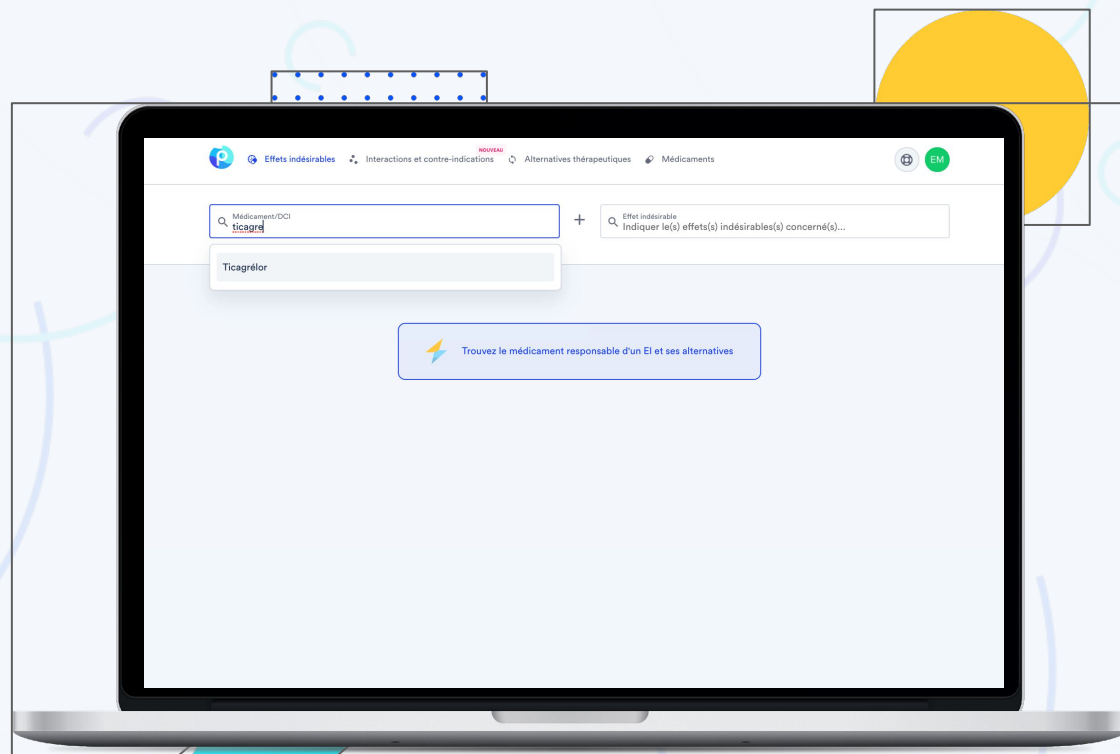 NOUVEAU
Effets indésirables Interactions et contre-indications Alternatives thérapeutiques Médicaments
EM
Médicament/DCI
ticagre
+
Effet indésirable
Indiquer le(s) effets(s) indésirables(s) concerné(s)...
Ticagrélor
Trouvez le médicament responsable d'un EI et ses alternatives